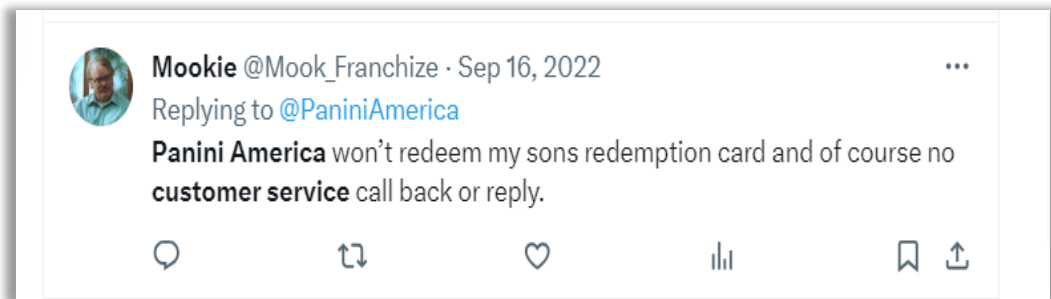 Mookie @Mook_Franchize · Sep 16, 2022
Replying to @PaniniAmerica
Panini America won’t redeem my sons redemption card and of course no
customer service call back or reply.